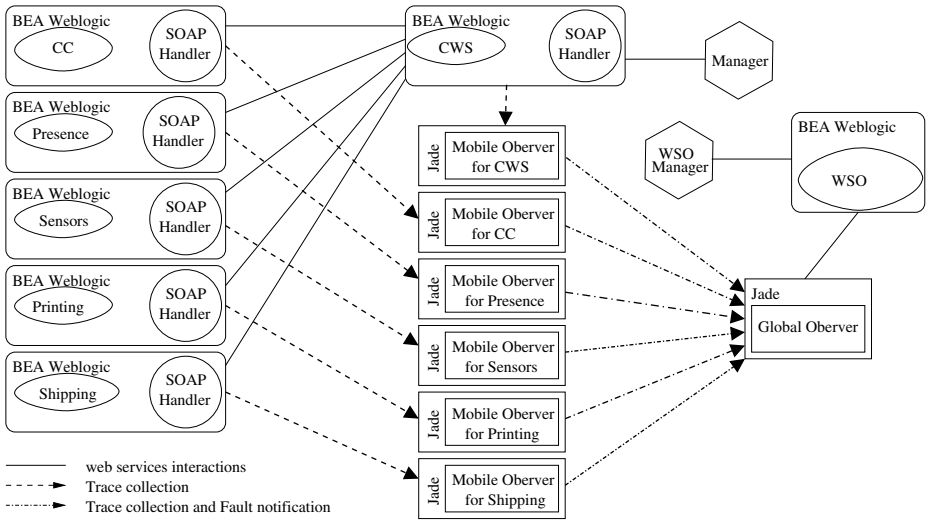 BEA Weblogic
CC
SOAP
Handler
BEA Weblogic
Presence
SOAP
Handler
BEA Weblogic
Sensors
SOAP
Handler
BEA Weblogic
Printing
SOAP
Handler
BEA Weblogic
Shipping
SOAP
Handler
BEA Weblogic
CWS
SOAP
Handler
Manager
WSO
Manager
BEA Weblogic
WSO
Jade
Mobile Oberver
for CWS
Jade
Mobile Oberver
for CC
Jade
Mobile Oberver
for Presence
Jade
Mobile Oberver
for Sensors
Jade
Mobile Oberver
for Printing
Jade
Mobile Oberver
for Shipping
Jade
Global Oberver
web services interactions
Trace collection
Trace collection and Fault notification